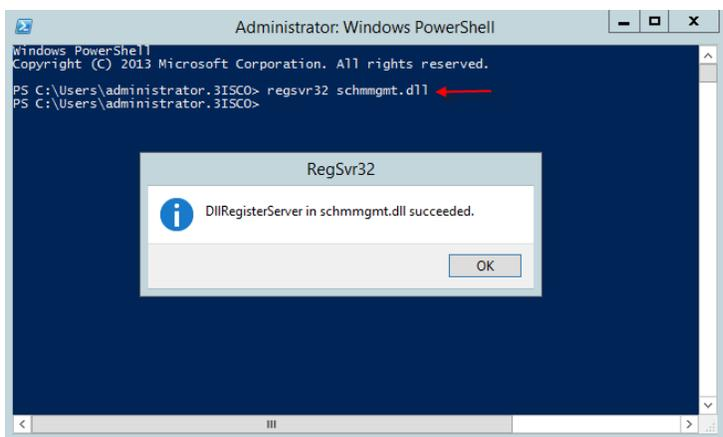 Administrator: Windows PowerShell
Windows PowerShell
Copyright (C) 2013 Microsoft Corporation. All rights reserved.
PS C:\Users\administrator.3ISCO> regsvr32 schmmgmt.dll
PS C:\Users\administrator.3ISCO>
RegSvr32
DllRegisterServer in schmmgmt.dll succeeded.
OK